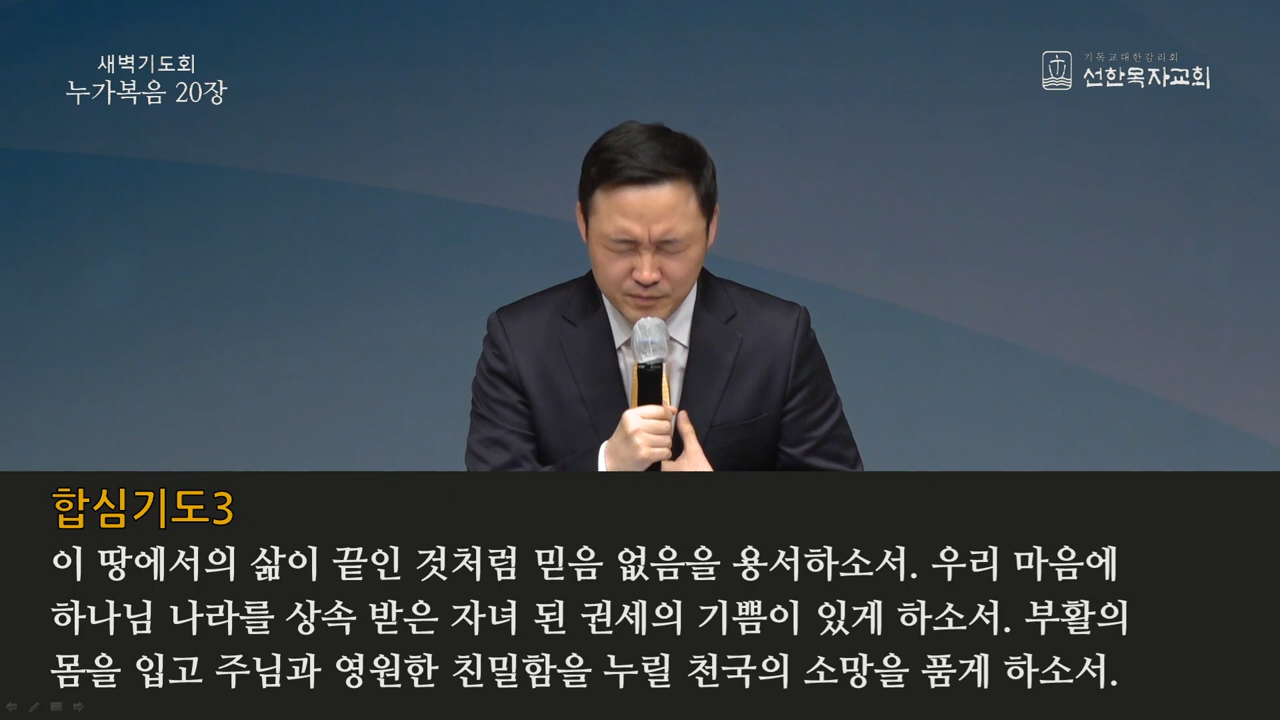 새벽기도회
누가복음 20장
기독교대한감리회
선한목자교회
합심기도3
이 땅에서의 삶이 끝인 것처럼 믿음 없음을 용서하소서. 우리 마음에
하나님 나라를 상속 받은 자녀 된 권세의 기쁨이 있게 하소서. 부활의
몸을 입고 주님과 영원한 친밀함을 누릴 천국의 소망을 품게 하소서.